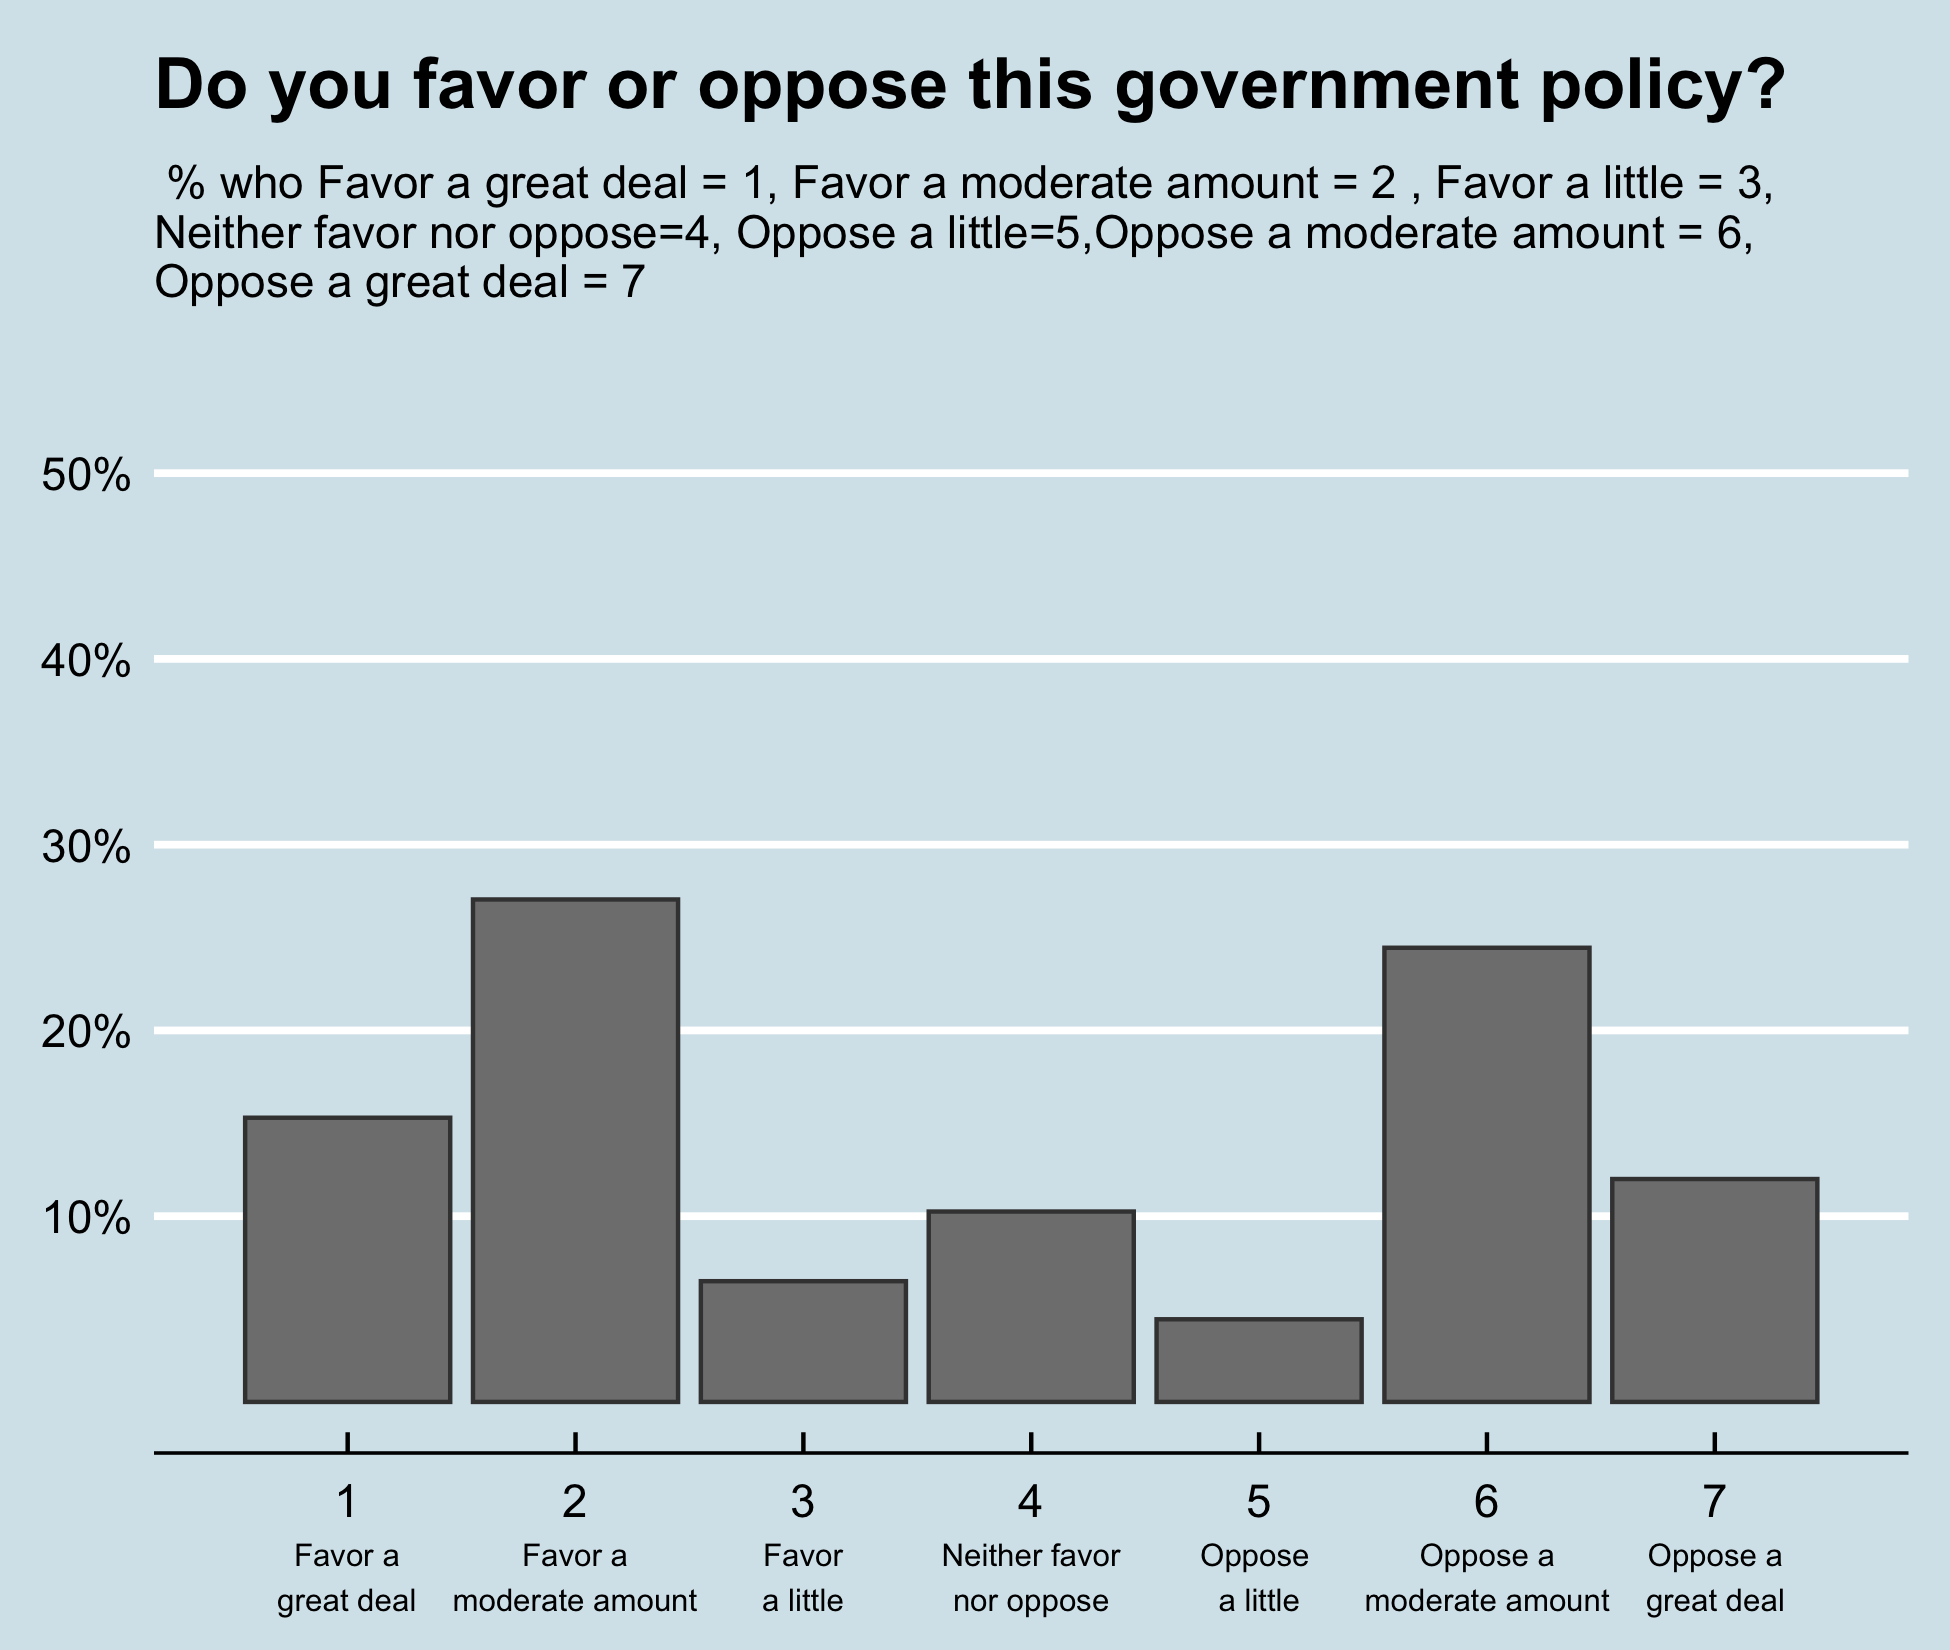 Do you favor or oppose this government policy?
% who Favor a great deal = 1, Favor a moderate amount = 2 , Favor a little = 3,
Neither favor nor oppose=4, Oppose a little=5,Oppose a moderate amount = 6,
Oppose a great deal = 7
50%
40%
30%
20%
10%
1 2 3 4 5 6 7
Favor a Favor a Favor Neither favor Oppose Oppose a Oppose a
great deal moderate amount a little nor oppose a little moderate amount great deal